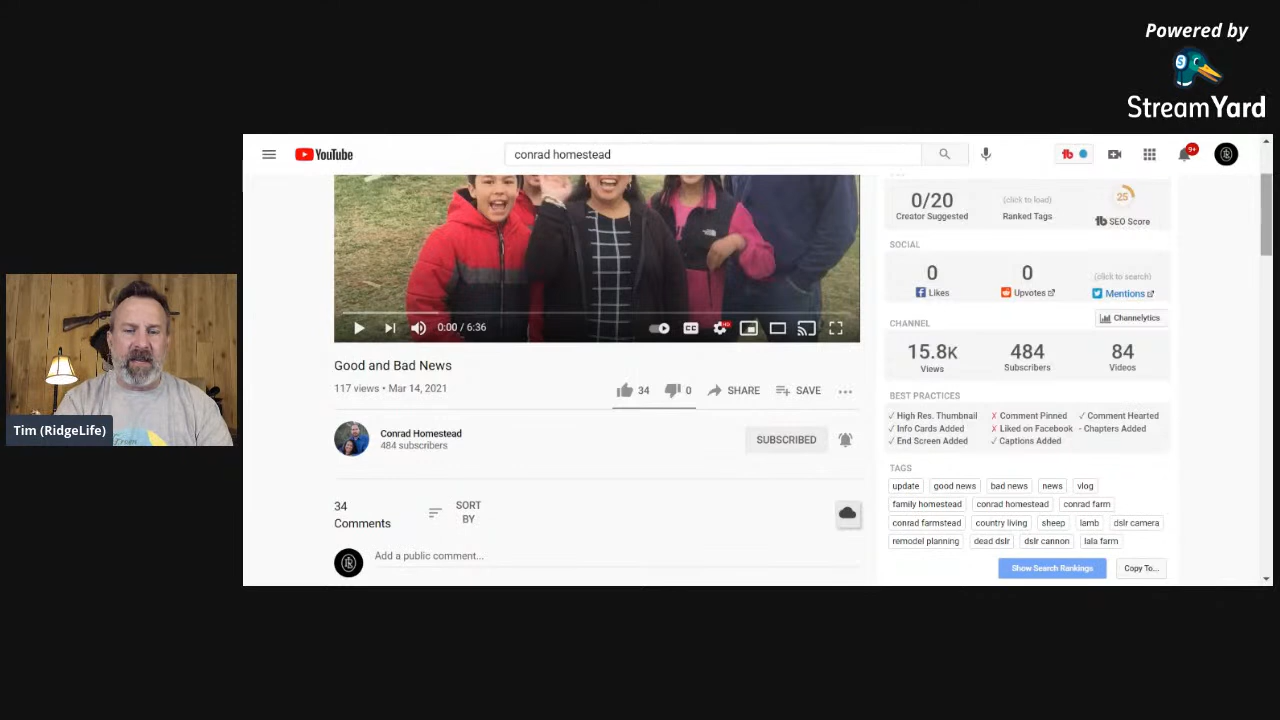 Powered by
StreamYard
YouTube
conrad homestead
9+
0/20
Creator Suggested
(click to load)
Ranked Tags
25
tb SEO Score
SOCIAL
0
Likes
0
Upvotes
(click to search)
Mentions
CHANNEL
Channelytics
15.8K
Views
484
Subscribers
84
Videos
0:00 / 6:36
CC
HD
Good and Bad News
117 views • Mar 14, 2021
34
0
SHARE
SAVE
BEST PRACTICES
✓ High Res. Thumbnail ✗ Comment Pinned ✓ Comment Hearted
✓ Info Cards Added ✗ Liked on Facebook - Chapters Added
✓ End Screen Added ✓ Captions Added
Conrad Homestead
484 subscribers
SUBSCRIBED
TAGS
update good news bad news news vlog
family homestead conrad homestead conrad farm
conrad farmstead country living sheep lamb dslr camera
remodel planning dead dslr dslr cannon lala farm
Show Search Rankings Copy To...
34
Comments
SORT
BY
Add a public comment...
Tim (RidgeLife)